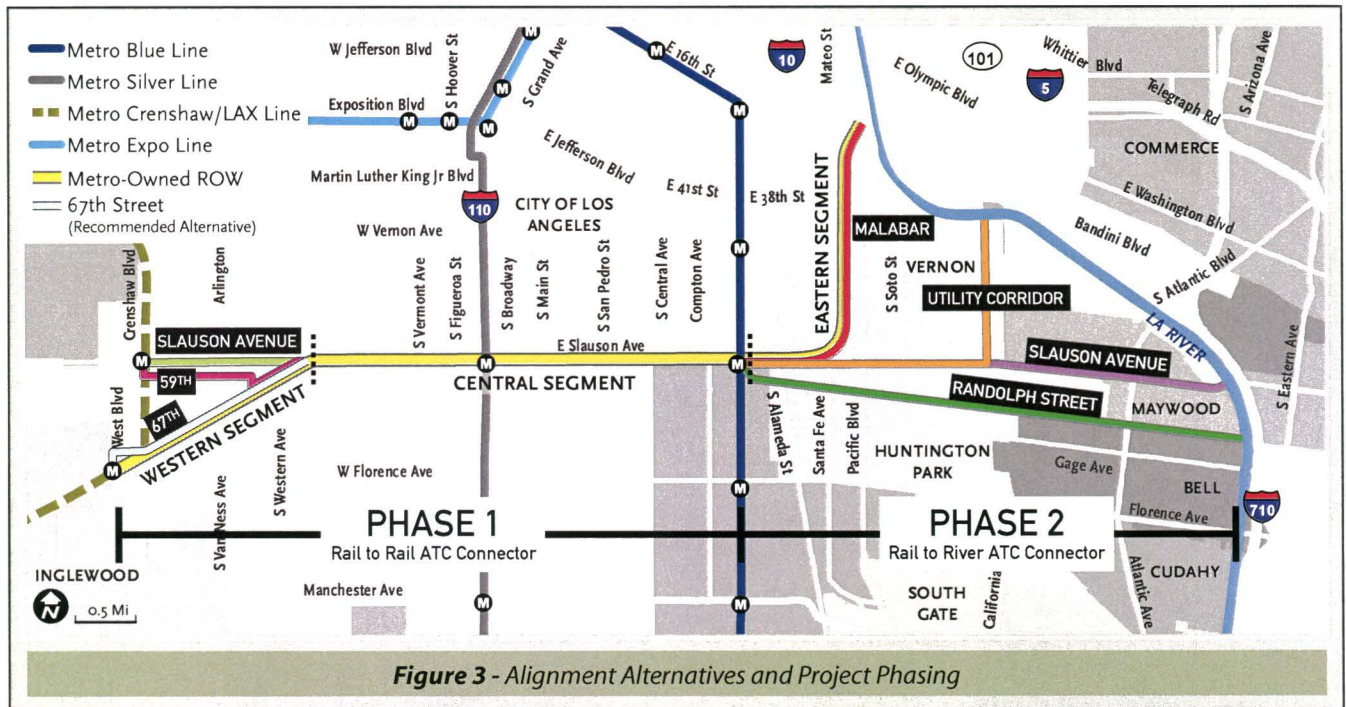 Metro Blue Line
Metro Silver Line
Metro Crenshaw/LAX Line
Metro Expo Line
Metro-Owned ROW
67th Street
(Recommended Alternative)
W Jefferson Blvd
S Hoover St
S Grand Ave
Exposition Blvd
M
M
M
M
M
Martin Luther King Jr Blvd
M
110
W Vernon Ave
CITY OF LOS
ANGELES
E 16th St
M
M
E Jefferson Blvd
E 41st St
E 38th St
M
10
Mateo St
101
5
E Olympic Blvd
Whittier Blvd
S Arizona Ave
Telegraph Rd
COMMERCE
E Washington Blvd
Bandini Blvd
S Atlantic Blvd
LA RIVER
S Eastern Ave
EASTERN SEGMENT
MALABAR
S Soto St
VERNON
UTILITY CORRIDOR
Crenshaw Blvd
Arlington
S Vermont Ave
S Figueroa St
S Broadway
S Main St
S San Pedro St
S Central Ave
Compton Ave
SLAUSON AVENUE
M
59TH
67TH
West Blvd
M
WESTERN SEGMENT
E Slauson Ave
M
CENTRAL SEGMENT
M
SLAUSON AVENUE
RANDOLPH STREET
MAYWOOD
S Alameda St
Santa Fe Ave
Pacific Blvd
HUNTINGTON
PARK
Gage Ave
BELL
Florence Ave
710
S Van Ness Ave
S Western Ave
W Florence Ave
M
PHASE 1
Rail to Rail ATC Connector
PHASE 2
Rail to River ATC Connector
INGLEWOOD
N
0.5 Mi
Manchester Ave
M
M
SOUTH
GATE
California
Atlantic Ave
CUDAHY
Figure 3 - Alignment Alternatives and Project Phasing